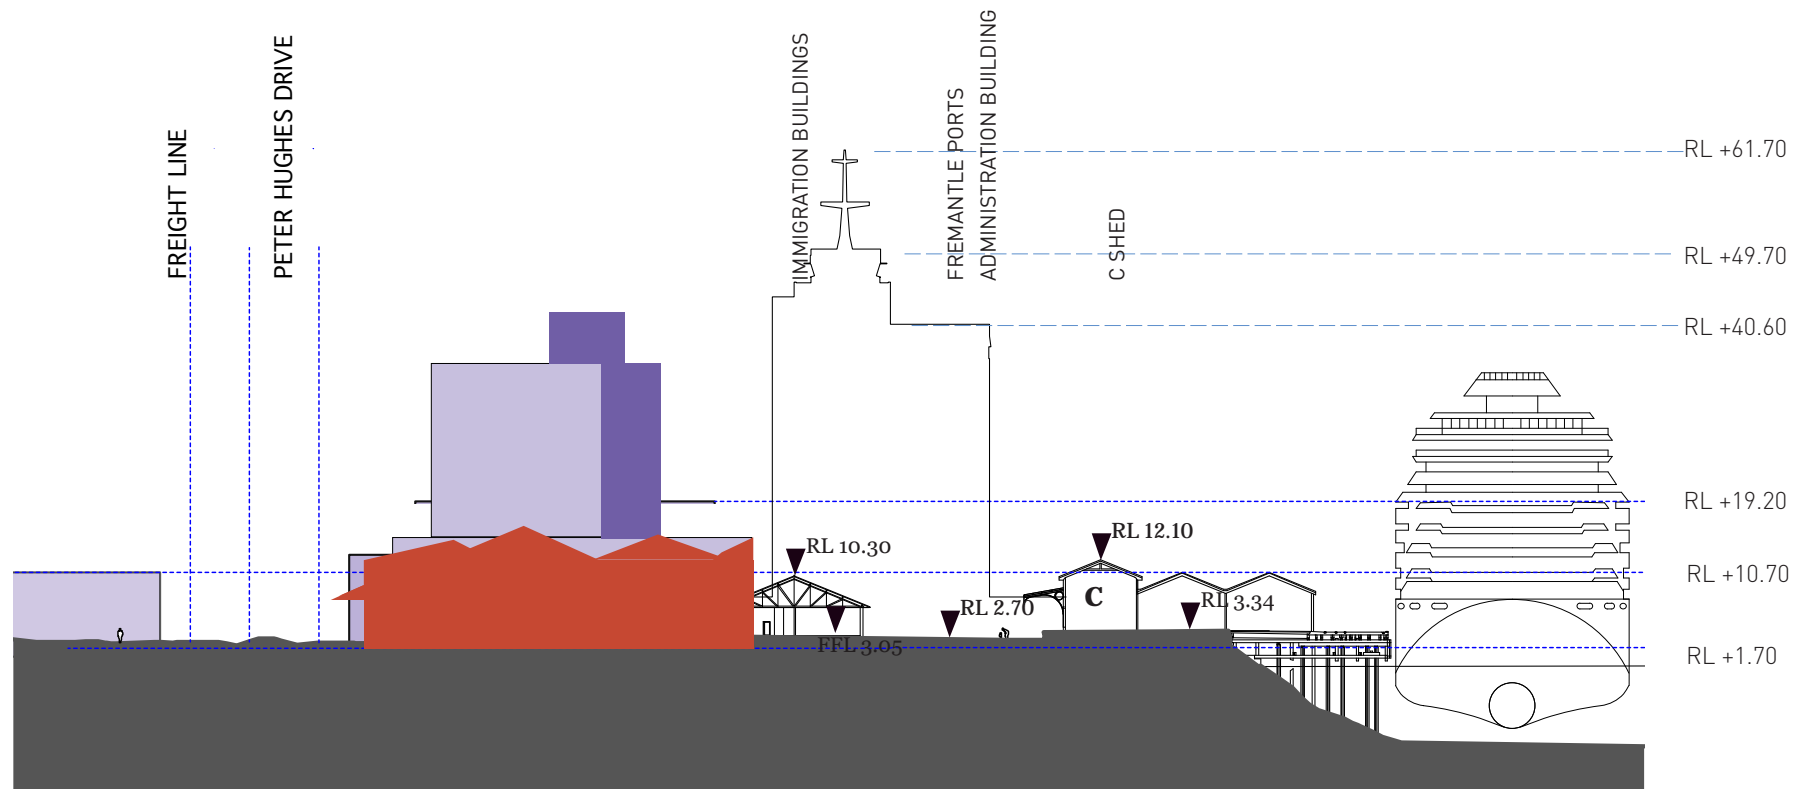 FREIGHT LINE
PETER HUGHES DRIVE
IMMIGRATION BUILDINGS
FREMANTLE PORTS
ADMINISTRATION BUILDING
C SHED
RL +61.70
RL +49.70
RL +40.60
RL +19.20
RL 12.10
RL 10.30
RL +10.70
C
RL 2.70
RL 3.34
FFL 3.05
RL +1.70